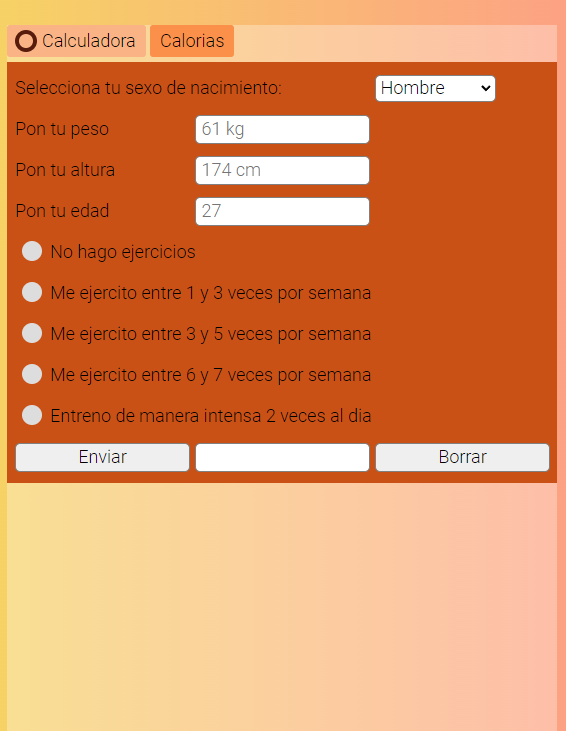 Calculadora Calorias
Selecciona tu sexo de nacimiento: Hombre
Pon tu peso 61 kg
Pon tu altura 174 cm
Pon tu edad 27
No hago ejercicios
Me ejercito entre 1 y 3 veces por semana
Me ejercito entre 3 y 5 veces por semana
Me ejercito entre 6 y 7 veces por semana
Entreno de manera intensa 2 veces al dia
Enviar Borrar